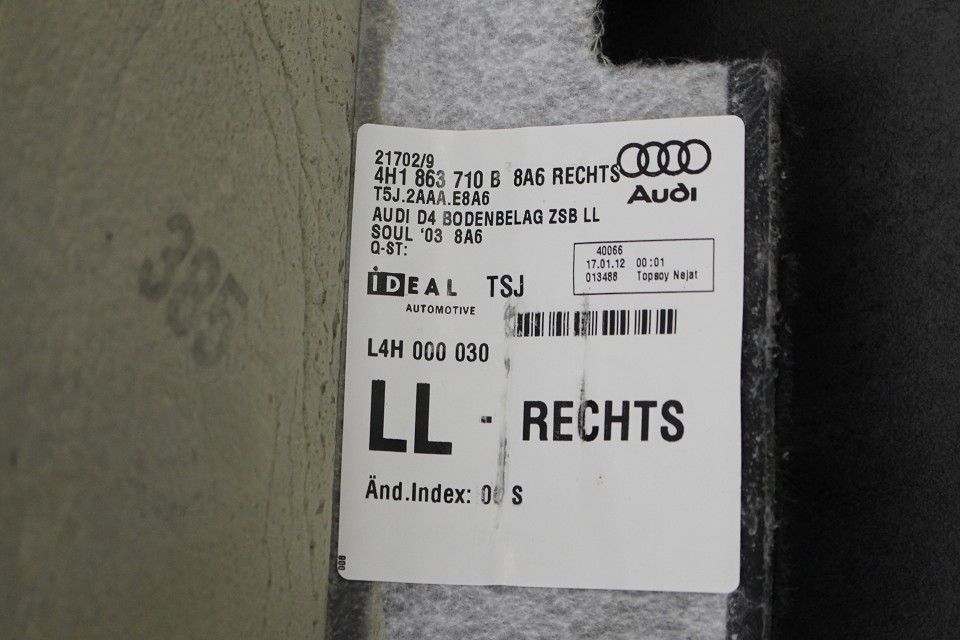 21702/9
4H1 863 710 B 8A6 RECHTS
T5J.2AAA.E8A6
Audi
AUDI D4 BODENBELAG ZSB LL
SOUL '03 8A6
Q-ST:
40066
17.01.12 00:01
013488 Topsoy Nejat
iDEAL TSJ
AUTOMOTIVE
L4H 000 030
LL - RECHTS
Änd.Index: S
008